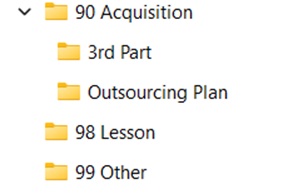 90 Acquisition
3rd Part
Outsourcing Plan
98 Lesson
99 Other